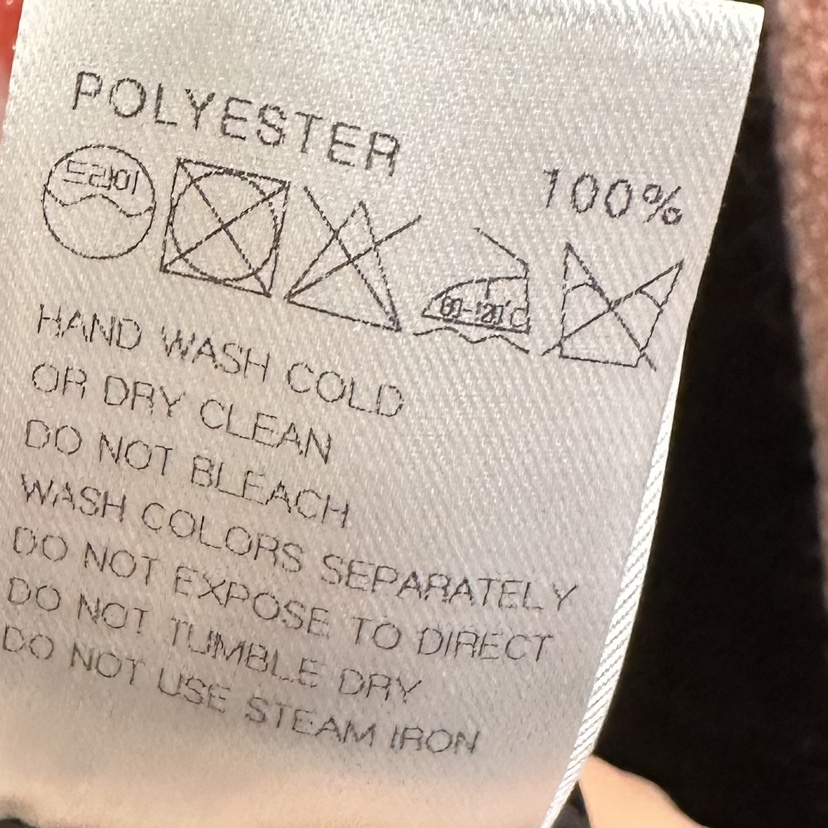 POLYESTER
100%
드라이
80-120℃
HAND WASH COLD
OR DRY CLEAN
DO NOT BLEACH
WASH COLORS SEPARATELY
DO NOT EXPOSE TO DIRECT
DO NOT TUMBLE DRY
DO NOT USE STEAM IRON